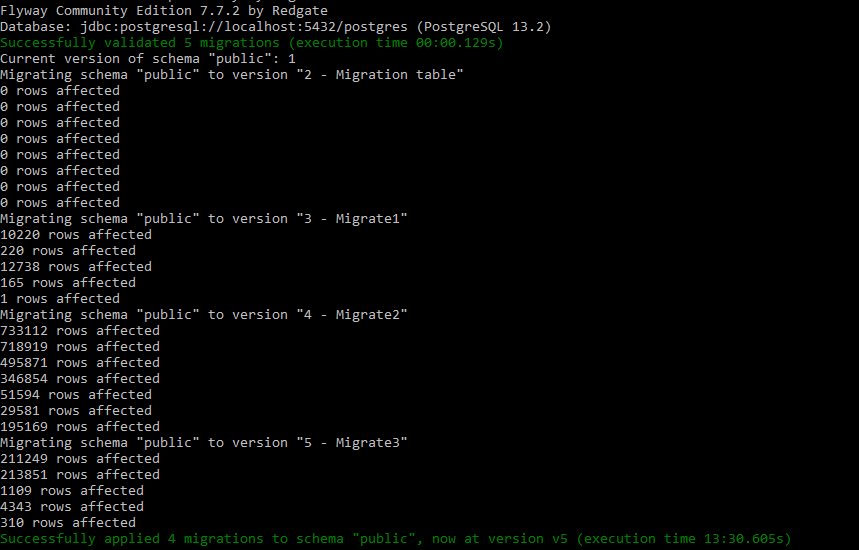 Flyway Community Edition 7.7.2 by Redgate
Database: jdbc:postgresql://localhost:5432/postgres (PostgreSQL 13.2)
Successfully validated 5 migrations (execution time 00:00.129s)
Current version of schema "public": 1
Migrating schema "public" to version "2 - Migration table"
0 rows affected
0 rows affected
0 rows affected
0 rows affected
0 rows affected
0 rows affected
0 rows affected
0 rows affected
Migrating schema "public" to version "3 - Migrate1"
10220 rows affected
220 rows affected
12738 rows affected
165 rows affected
1 rows affected
Migrating schema "public" to version "4 - Migrate2"
733112 rows affected
718919 rows affected
495871 rows affected
346854 rows affected
51594 rows affected
29581 rows affected
195169 rows affected
Migrating schema "public" to version "5 - Migrate3"
211249 rows affected
213851 rows affected
1109 rows affected
4343 rows affected
310 rows affected
Successfully applied 4 migrations to schema "public", now at version v5 (execution time 13:30.605s)